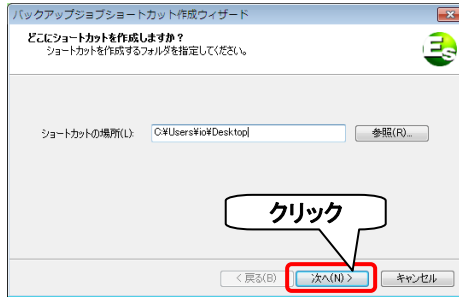 バックアップジョブショートカット作成ウィザード
どこにショートカットを作成しますか？
ショートカットを作成するフォルダを指定してください。
Es
ショートカットの場所(L):
C:¥Users¥io¥Desktop
参照(R)...
クリック
< 戻る(B)
次へ(N) >
キャンセル